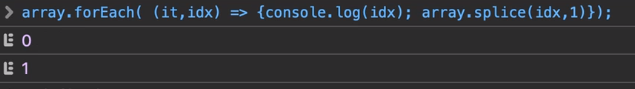 array.forEach( (it,idx) => {console.log(idx); array.splice(idx,1)});
0
1